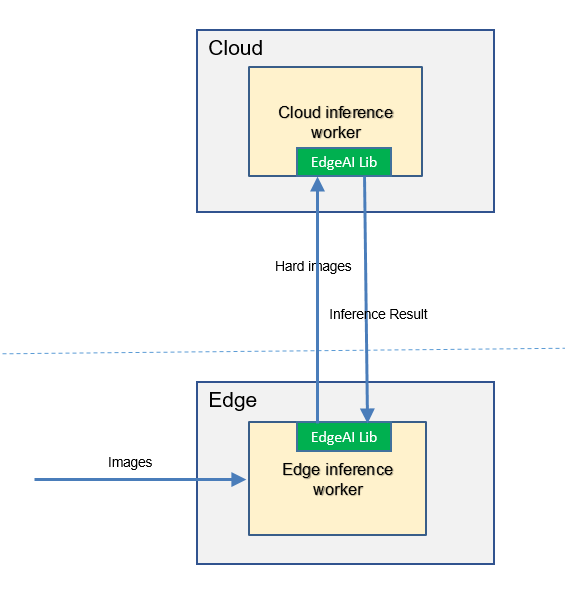 Cloud
Cloud inference
worker
EdgeAI Lib
Hard images
Inference Result
Edge
EdgeAI Lib
Images
Edge inference
worker